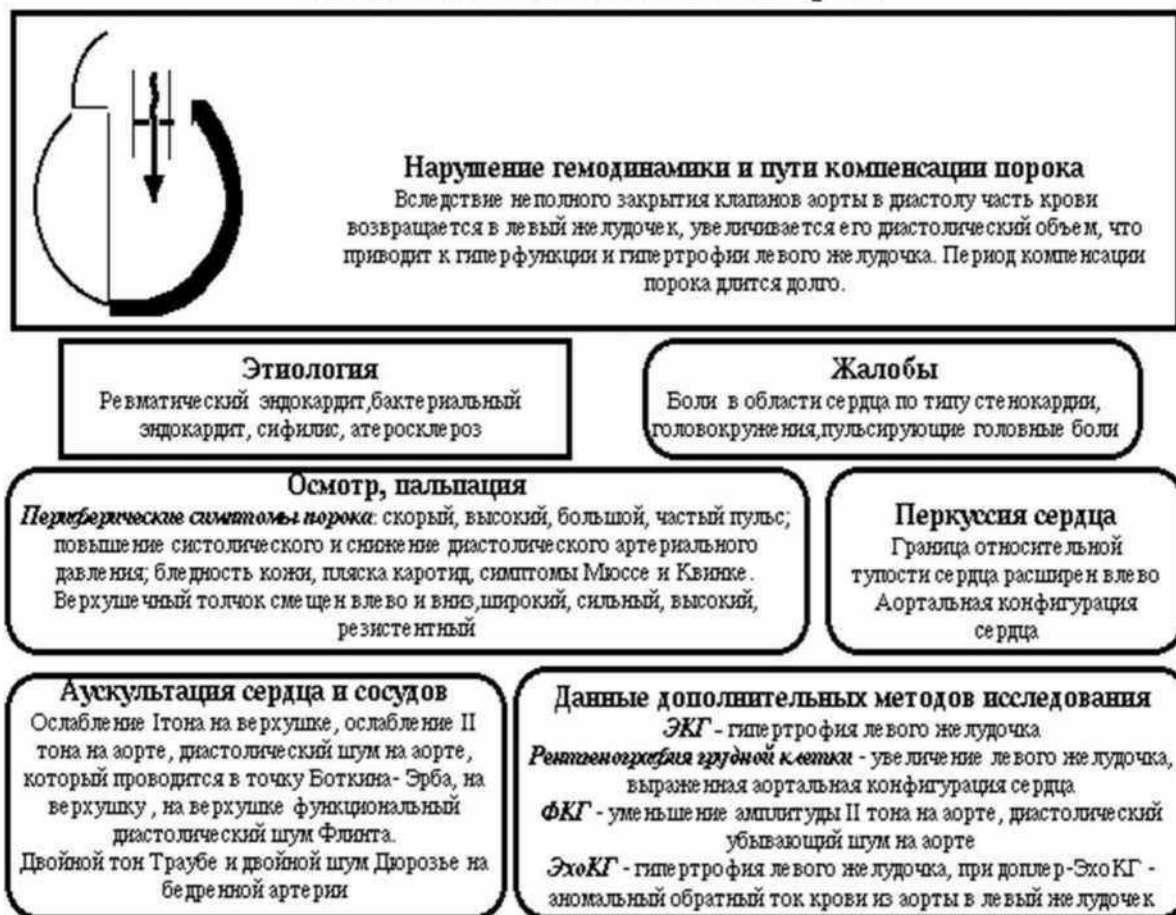 Нарушение гемодинамики и пути компенсации порока
Вследствие неполного закрытия клапанов аорты в диастолу часть крови
возвращается в левый желудочек, увеличивается его диастолический объем, что
приводит к гиперфункции и гипертрофии левого желудочка. Период компенсации
порока длится долго.
Этиология
Ревматический эндокардит,бактериальный
эндокардит, сифилис, атеросклероз
Жалобы
Боли в области сердца по типу стенокардии,
головокружения,пульсирующие головные боли
Осмотр, пальпация
Периферические симптомы порока: скорый, высокий, большой, частый пульс;
повышение систолического и снижение диастолического артериального
давления; бледность кожи, пляска каротид, симптомы Мюссе и Квинке.
Верхушечный толчок смещен влево и вниз,широкий, сильный, высокий,
резистентный
Перкуссия сердца
Граница относительной
тупости сердца расширен влево
Аортальная конфигурация
сердца
Аускультация сердца и сосудов
Ослабление Iтона на верхушке, ослабление II
тона на аорте, диастолический шум на аорте,
который проводится в точку Боткина- Эрба, на
верхушку, на верхушке функциональный
диастолический шум Флинта.
Двойной тон Траубе и двойной шум Дюрозье на
бедренной артерии
Данные дополнительных методов исследования
ЭКГ - гипертрофия левого желудочка
Рентгенография грудной клетки - увеличение левого желудочка,
выраженная аортальная конфигурация сердца
ФКГ - уменьшение амплитуды II тона на аорте, диастолический
убывающий шум на аорте
ЭхоКГ - гипертрофия левого желудочка, при доплер-ЭхоКГ -
аномальный обратный ток крови из аорты в левый желудочек